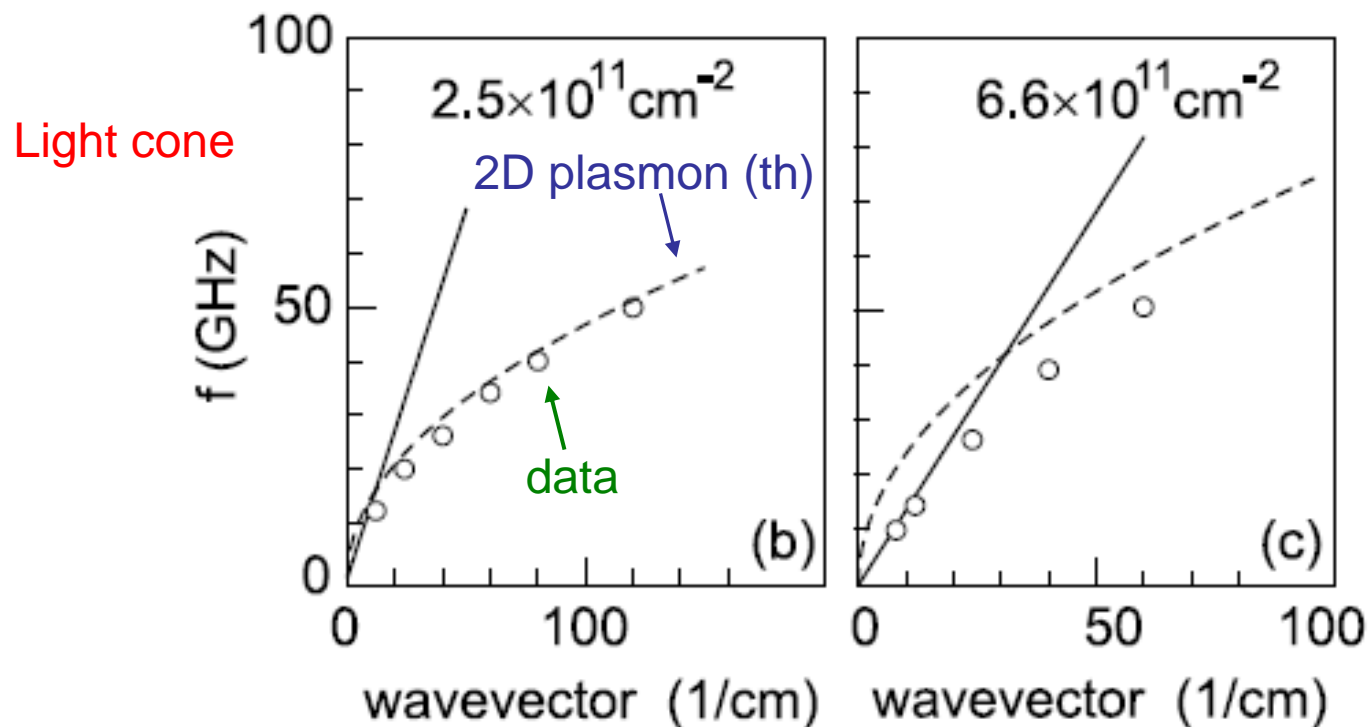 100
2.5×10¹¹cm⁻²
6.6×10¹¹cm⁻²
Light cone
2D plasmon (th)
f (GHz)
50
data
(b)
(c)
0
0
100
0
50
100
wavevector (1/cm)
wavevector (1/cm)